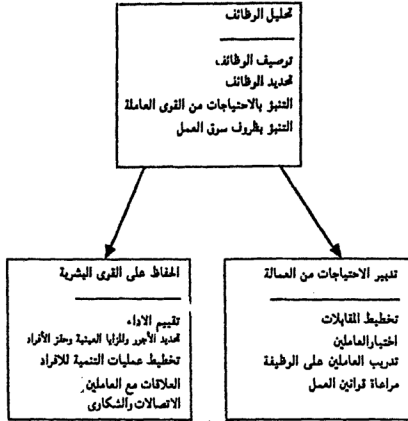 تحليل الوظائف
توصيف الوظائف
تحديد الوظائف
التنبؤ بالاحتياجات من القوى العاملة
التنبؤ بظروف سوق العمل
تدبير الاحتياجات من العمالة
تخطيط المقابلات
اختيارالعاملين
تدريب العاملين على الوظيفة
مراعاة قوانين العمل
الحفاظ على القوى البشرية
تقييم الاداء
تحديد الأجور والمزايا العينية وحفز الأفراد
تخطيط عمليات التنمية للافراد
العلاقات مع العاملين
الاتصالات والشكاوى